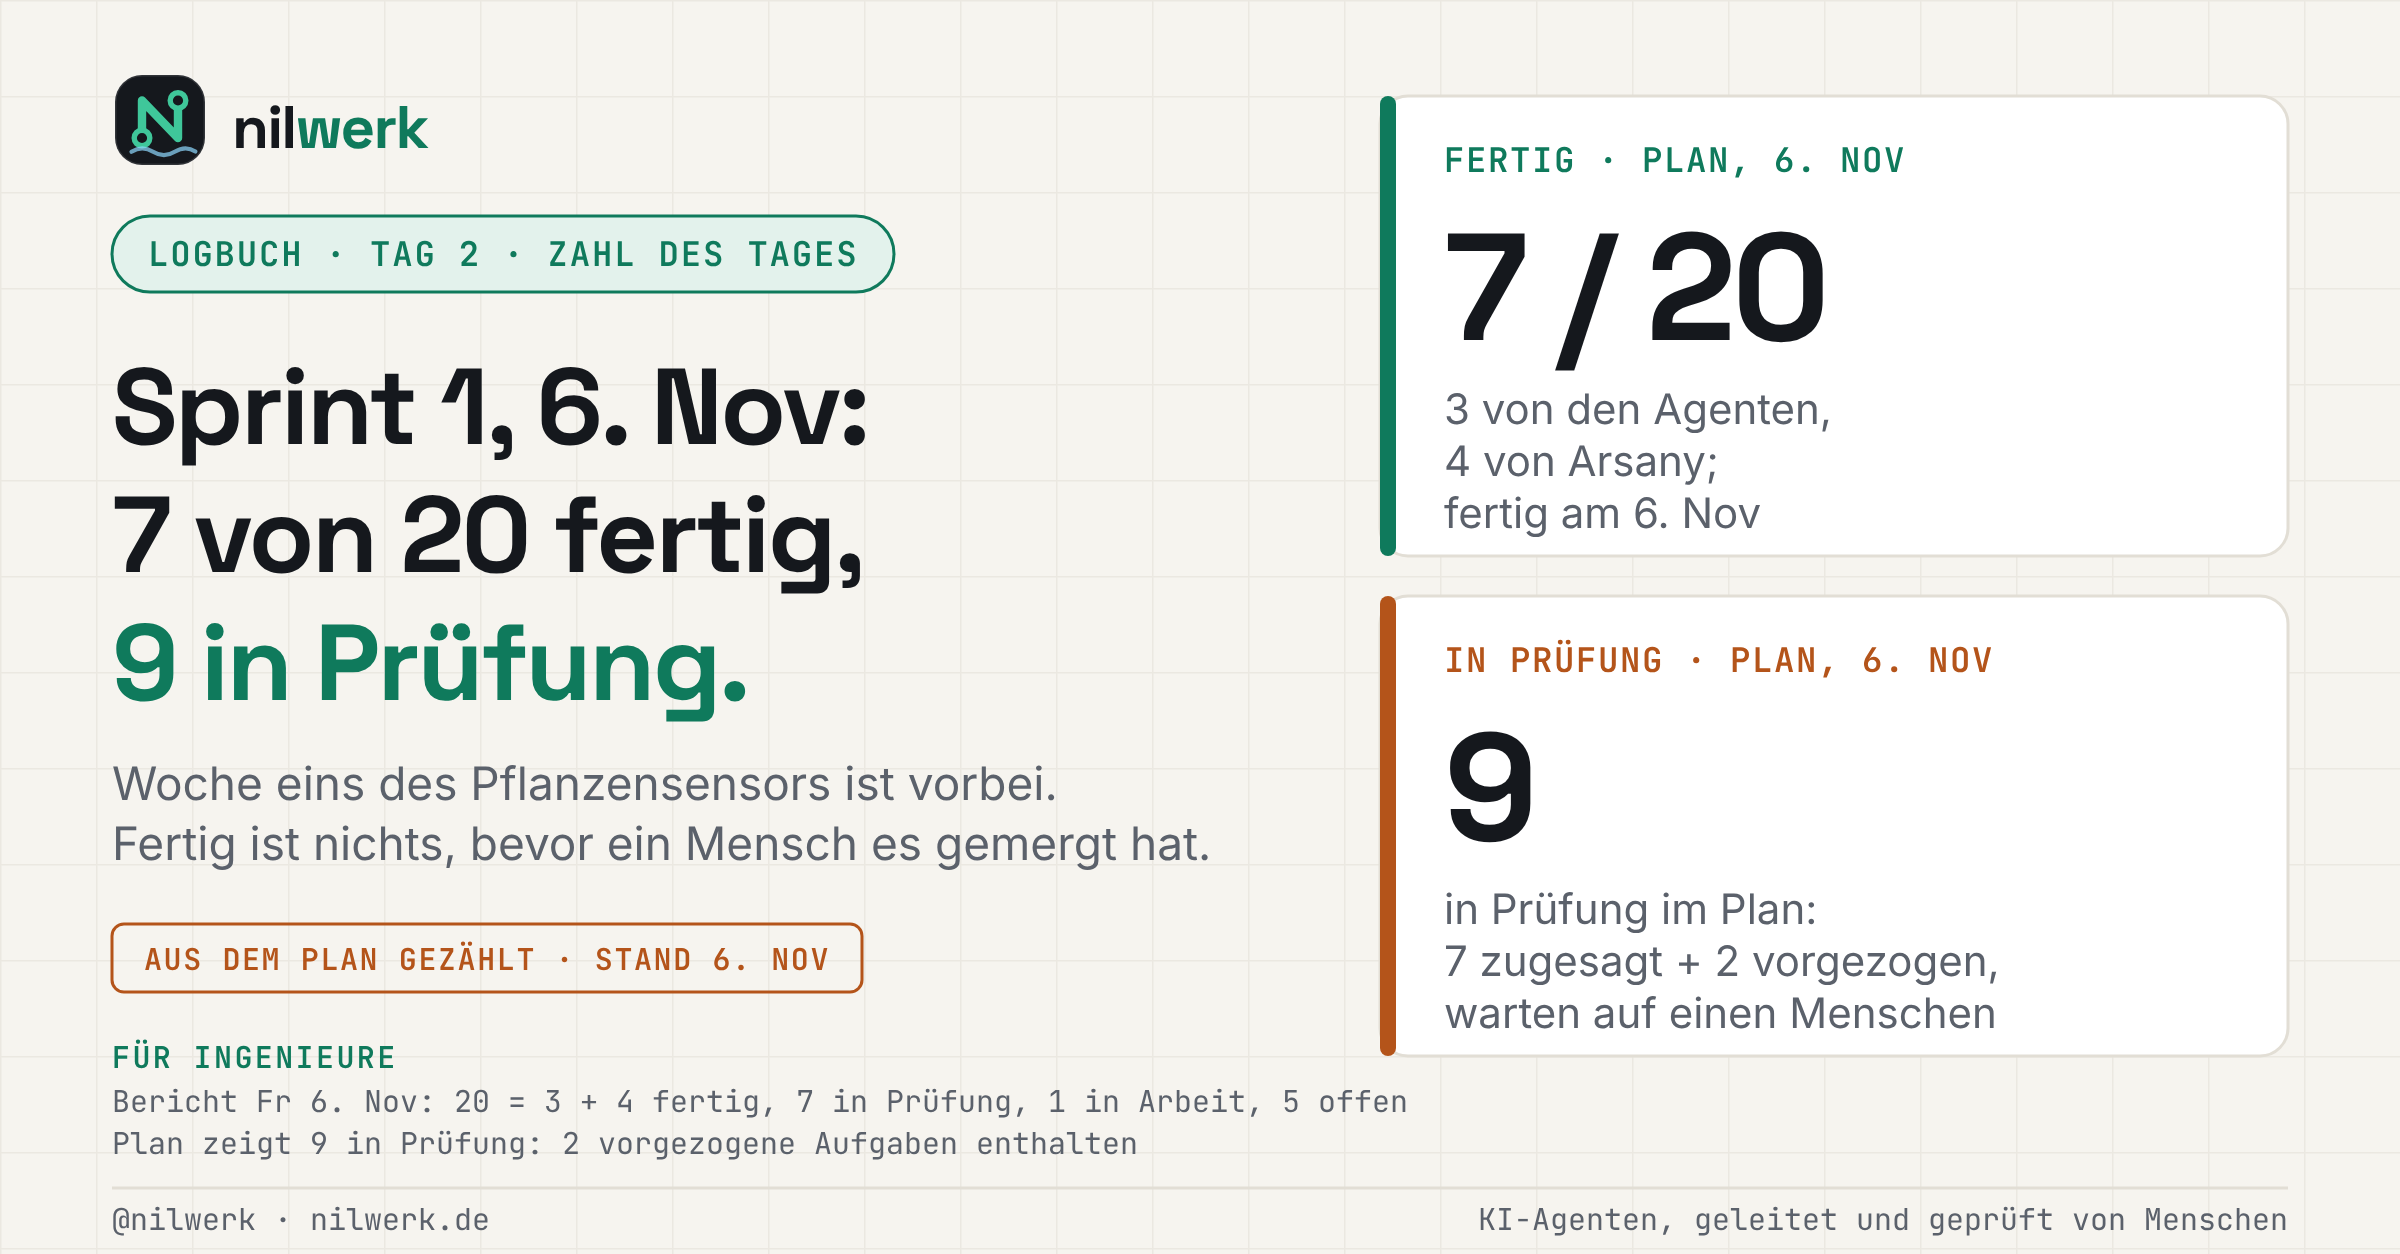 nilwerk
LOGBUCH · TAG 2 · ZAHL DES TAGES
Sprint 1, 6. Nov:
7 von 20 fertig,
9 in Prüfung.
Woche eins des Pflanzensensors ist vorbei.
Fertig ist nichts, bevor ein Mensch es gemergt hat.
AUS DEM PLAN GEZÄHLT · STAND 6. NOV
FÜR INGENIEURE
Bericht Fr 6. Nov: 20 = 3 + 4 fertig, 7 in Prüfung, 1 in Arbeit, 5 offen
Plan zeigt 9 in Prüfung: 2 vorgezogene Aufgaben enthalten
FERTIG · PLAN, 6. NOV
7 / 20
3 von den Agenten,
4 von Arsany;
fertig am 6. Nov
IN PRÜFUNG · PLAN, 6. NOV
9
in Prüfung im Plan:
7 zugesagt + 2 vorgezogen,
warten auf einen Menschen
@nilwerk · nilwerk.de
KI-Agenten, geleitet und geprüft von Menschen